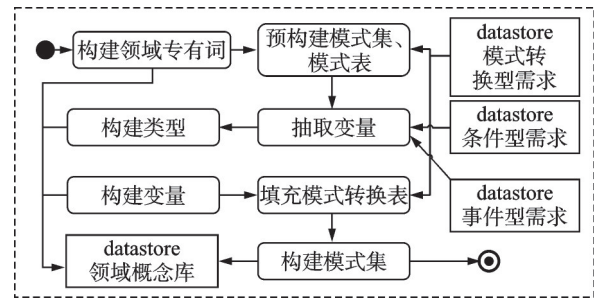 构建领域专有词
预构建模式集、
模式表
datastore
模式转
换型需求
构建类型
抽取变量
datastore
条件型需求
构建变量
填充模式转换表
datastore
事件型需求
datastore
领域概念库
构建模式集